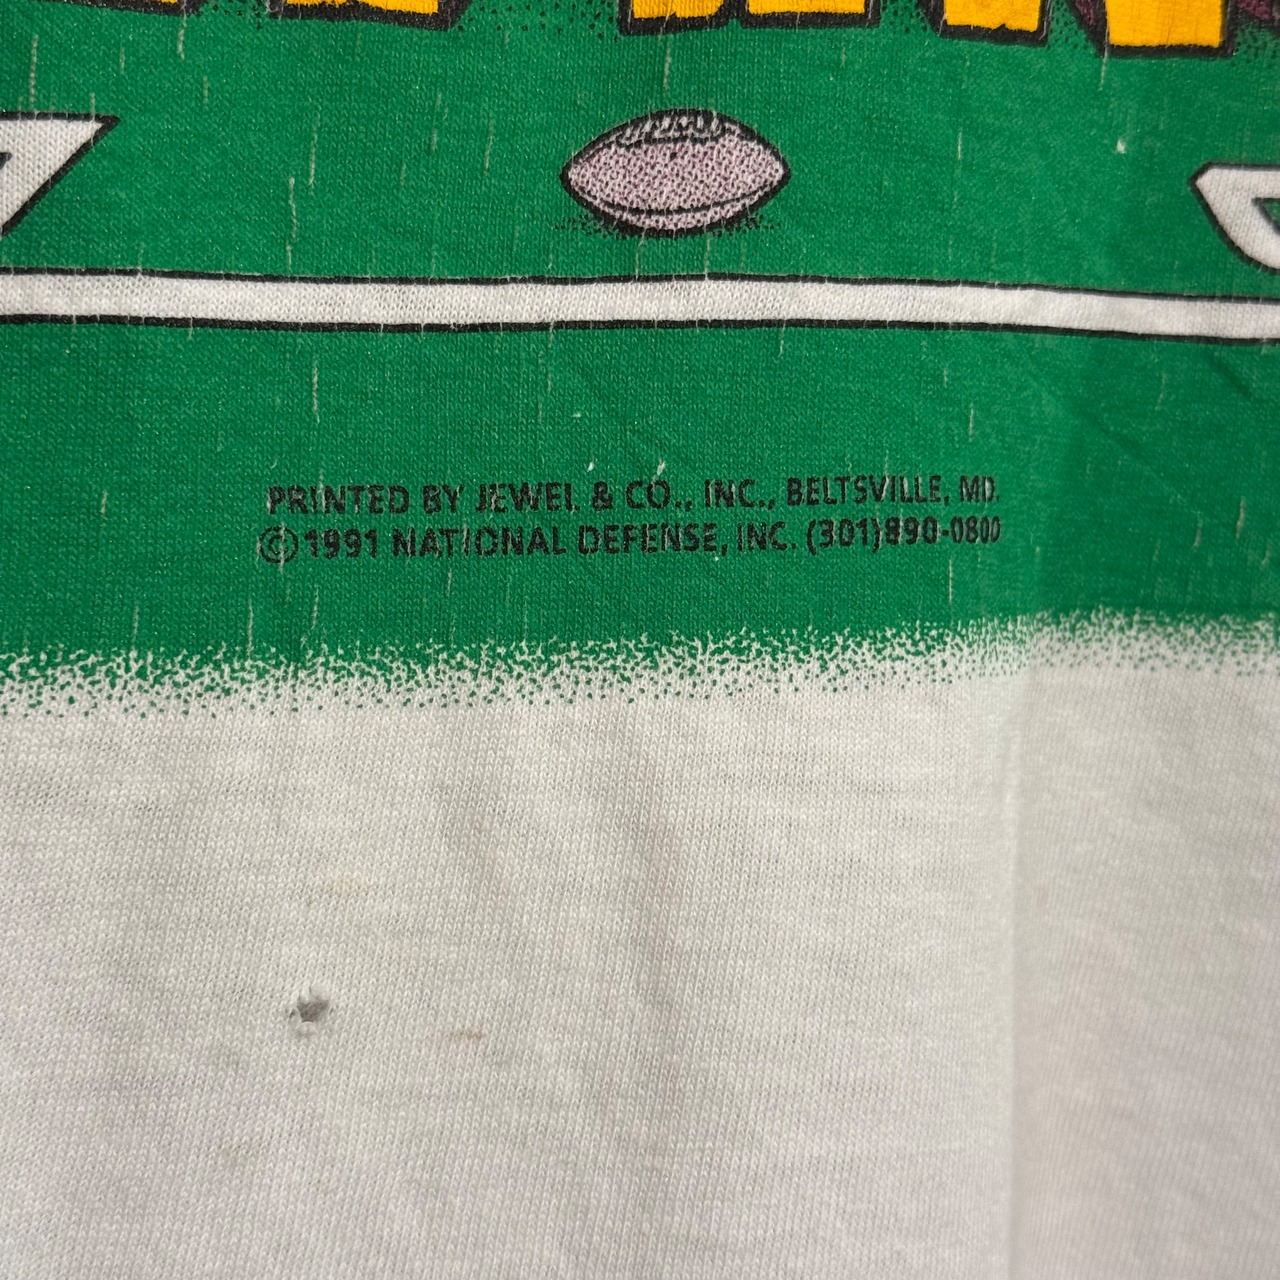 PRINTED BY JEWEL & CO., INC., BELTSVILLE, MD.
©1991 NATIONAL DEFENSE, INC. (301)890-0800